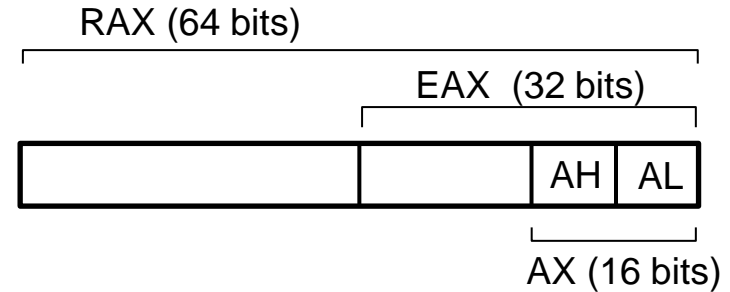 RAX (64 bits)
EAX (32 bits)
AH AL
AX (16 bits)